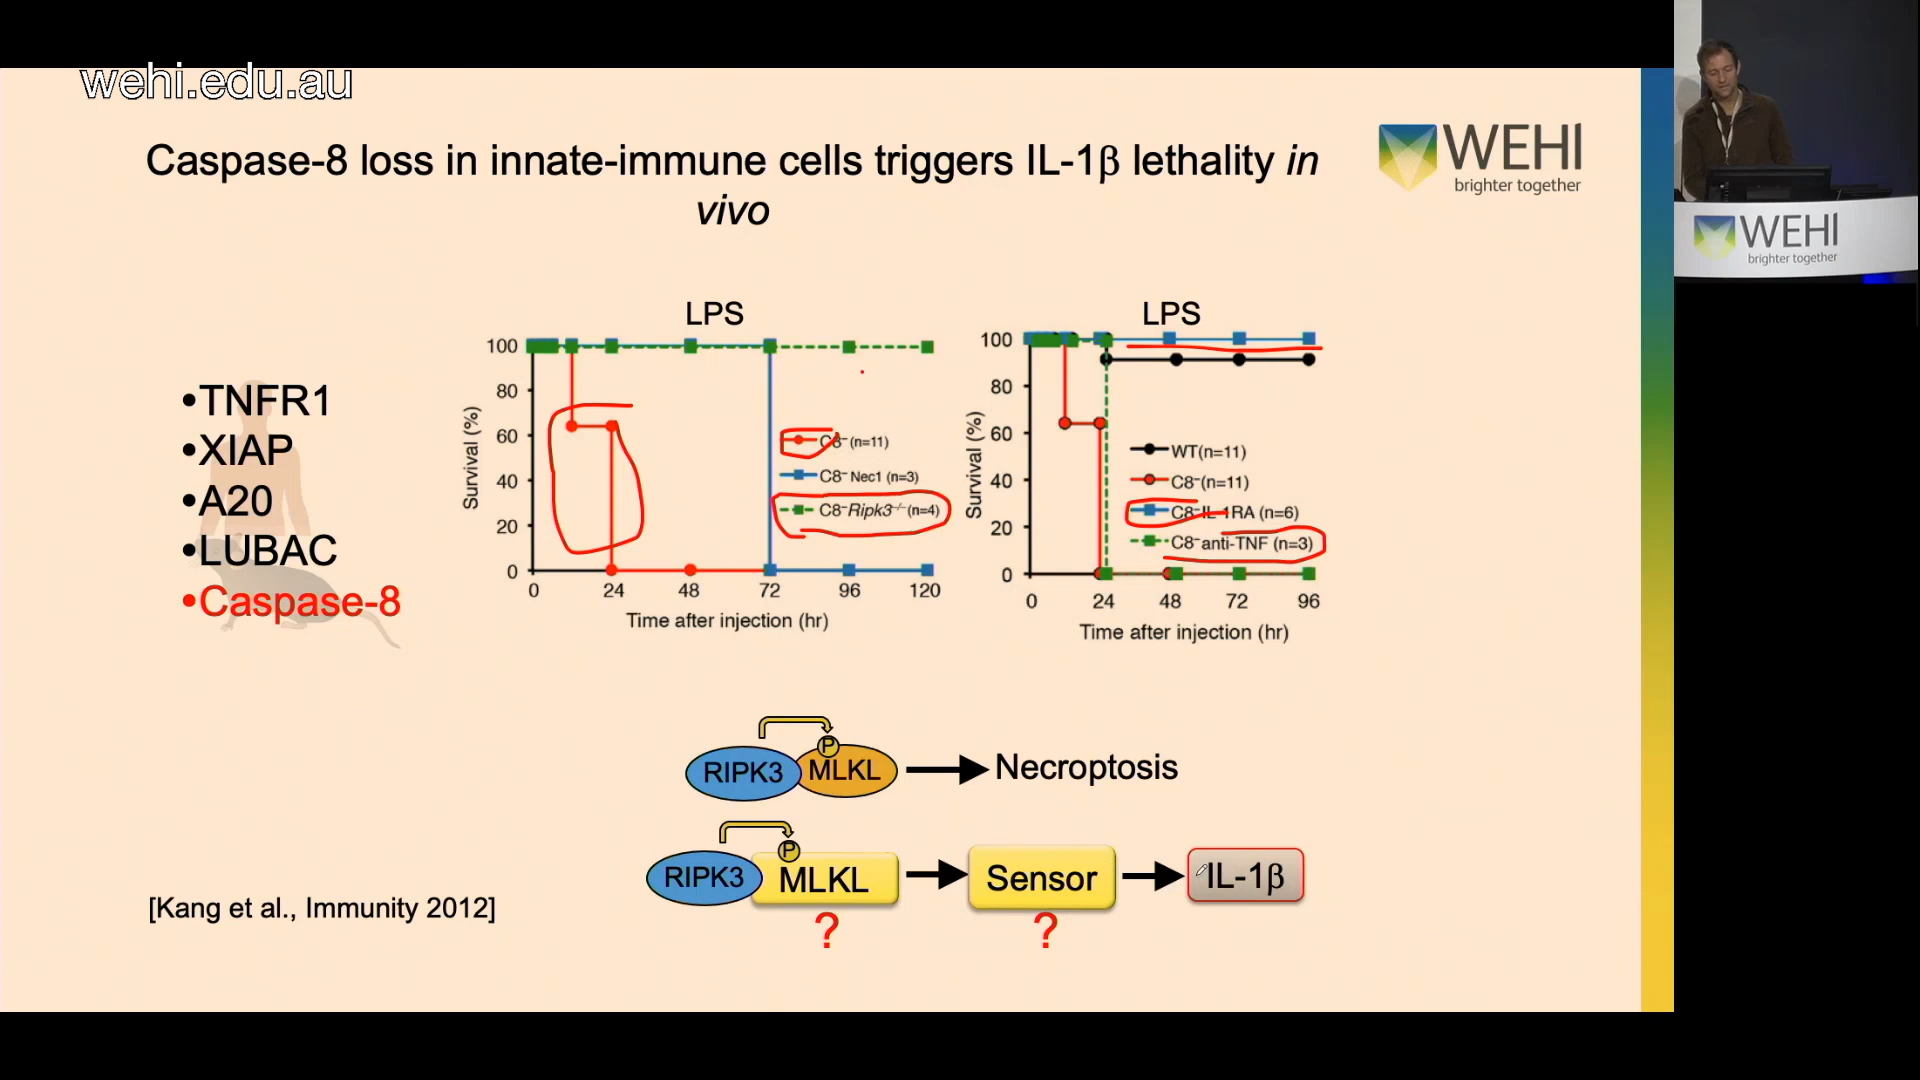 wehi.edu.au
Caspase-8 loss in innate-immune cells triggers IL-1β lethality in
vivo
WEHI
brighter together
WEHI
brighter together
•TNFR1
•XIAP
•A20
•LUBAC
•Caspase-8
LPS
Survival (%)
100
80
60
40
20
0
0 24 48 72 96 120
Time after injection (hr)
C8⁻ (n=11)
C8⁻ Nec1 (n=3)
C8⁻Ripk3⁻/⁻(n=4)
LPS
Survival (%)
100
80
60
40
20
0
0 24 48 72 96
Time after injection (hr)
WT(n=11)
C8⁻(n=11)
C8⁻IL-1RA (n=6)
C8⁻anti-TNF (n=3)
P
RIPK3 MLKL Necroptosis
P
RIPK3 MLKL Sensor IL-1β
? ?
[Kang et al., Immunity 2012]